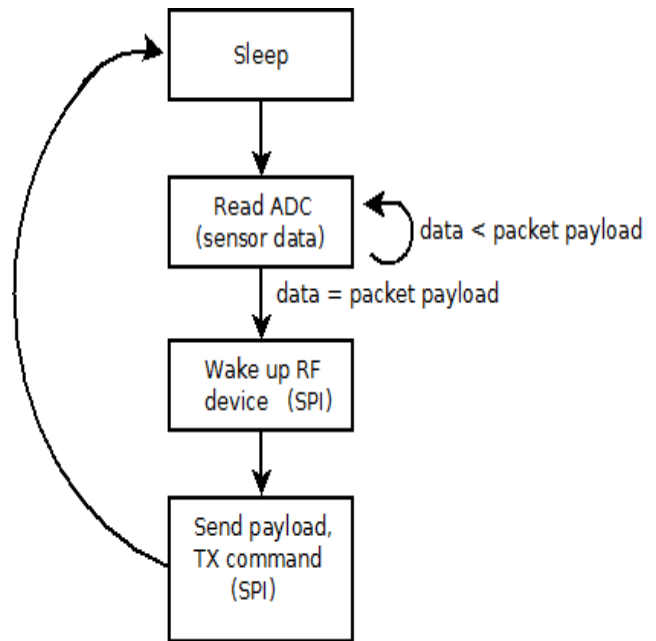 Sleep
Read ADC
(sensor data)
data < packet payload
data = packet payload
Wake up RF
device (SPI)
Send payload,
TX command
(SPI)